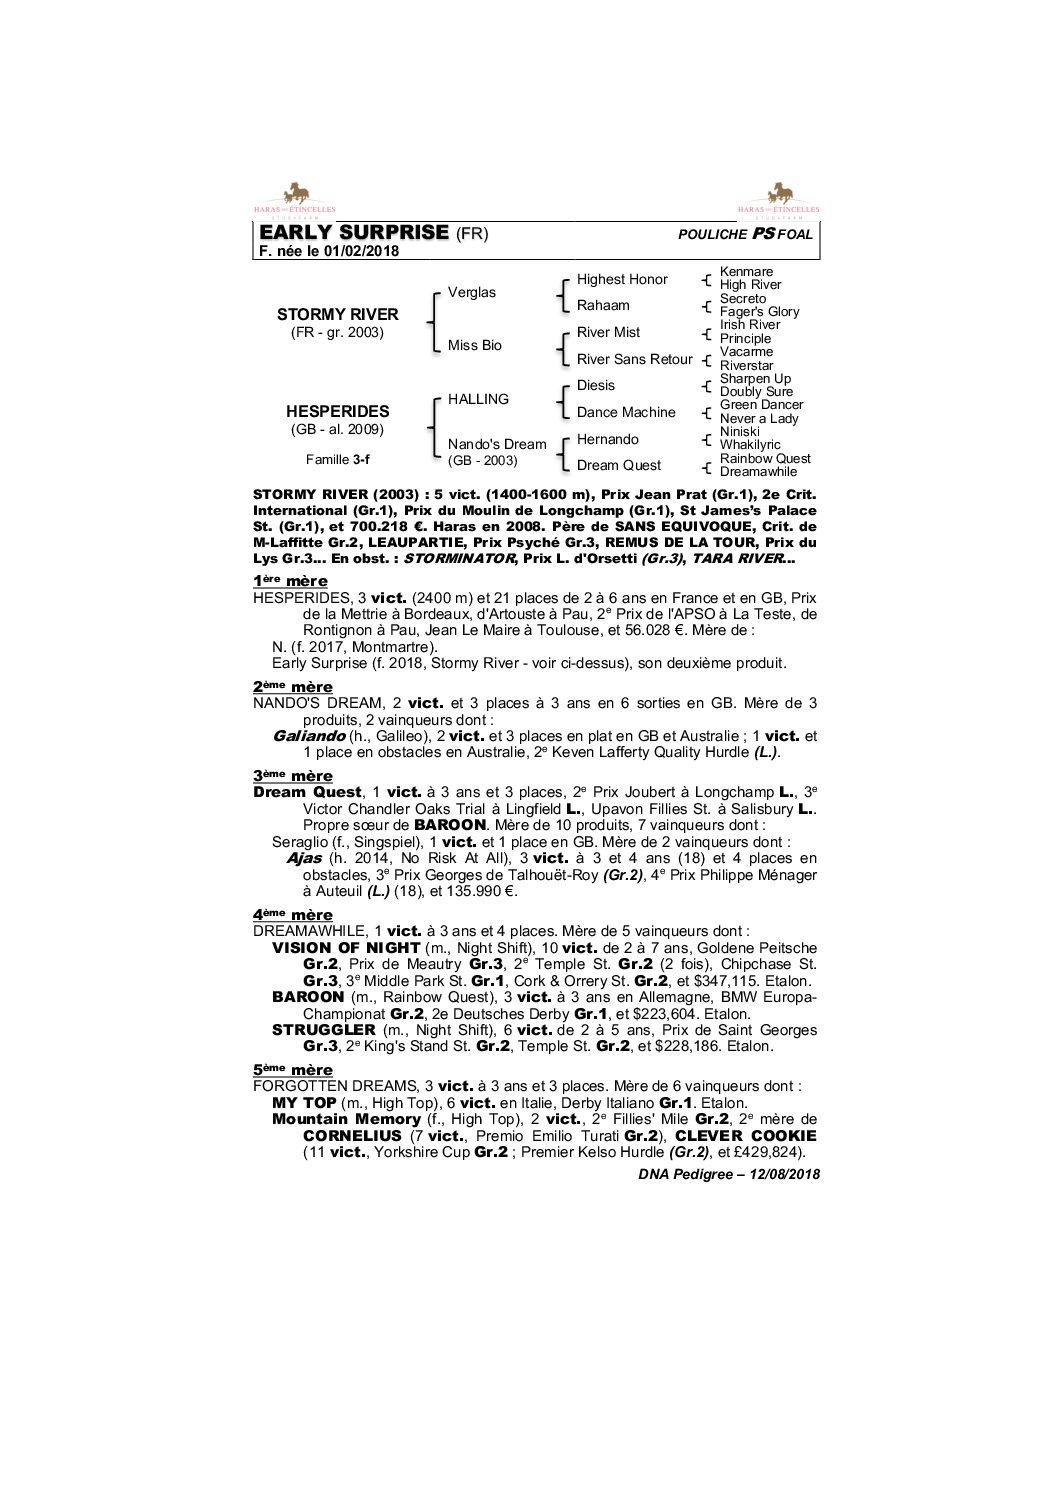 HARAS DES ÉTINCELLES
STUDFARM
HARAS DES ÉTINCELLES
STUDFARM
EARLY SURPRISE (FR)
POULICHE PS FOAL
F. née le 01/02/2018
STORMY RIVER
(FR - gr. 2003)
HESPERIDES
(GB - al. 2009)
Famille 3-f
Verglas
Miss Bio
HALLING
Nando's Dream
(GB - 2003)
Highest Honor
Rahaam
River Mist
River Sans Retour
Diesis
Dance Machine
Hernando
Dream Quest
Kenmare
High River
Secreto
Fager's Glory
Irish River
Principle
Vacarme
Riverstar
Sharpen Up
Doubly Sure
Green Dancer
Never a Lady
Niniski
Whakilyric
Rainbow Quest
Dreamawhile
STORMY RIVER (2003) : 5 vict. (1400-1600 m), Prix Jean Prat (Gr.1), 2e Crit.
International (Gr.1), Prix du Moulin de Longchamp (Gr.1), St James’s Palace
St. (Gr.1), et 700.218 €. Haras en 2008. Père de SANS EQUIVOQUE, Crit. de
M-Laffitte Gr.2, LEAUPARTIE, Prix Psyché Gr.3, REMUS DE LA TOUR, Prix du
Lys Gr.3... En obst. : STORMINATOR, Prix L. d'Orsetti (Gr.3), TARA RIVER...
1ère mère
HESPERIDES, 3 vict. (2400 m) et 21 places de 2 à 6 ans en France et en GB, Prix
de la Mettrie à Bordeaux, d'Artouste à Pau, 2e Prix de l'APSO à La Teste, de
Rontignon à Pau, Jean Le Maire à Toulouse, et 56.028 €. Mère de :
N. (f. 2017, Montmartre).
Early Surprise (f. 2018, Stormy River - voir ci-dessus), son deuxième produit.
2ème mère
NANDO'S DREAM, 2 vict. et 3 places à 3 ans en 6 sorties en GB. Mère de 3
produits, 2 vainqueurs dont :
Galiando (h., Galileo), 2 vict. et 3 places en plat en GB et Australie ; 1 vict. et
1 place en obstacles en Australie, 2e Keven Lafferty Quality Hurdle (L.).
3ème mère
Dream Quest, 1 vict. à 3 ans et 3 places, 2e Prix Joubert à Longchamp L., 3e
Victor Chandler Oaks Trial à Lingfield L., Upavon Fillies St. à Salisbury L..
Propre sœur de BAROON. Mère de 10 produits, 7 vainqueurs dont :
Seraglio (f., Singspiel), 1 vict. et 1 place en GB. Mère de 2 vainqueurs dont :
Ajas (h. 2014, No Risk At All), 3 vict. à 3 et 4 ans (18) et 4 places en
obstacles, 3e Prix Georges de Talhouët-Roy (Gr.2), 4e Prix Philippe Ménager
à Auteuil (L.) (18), et 135.990 €.
4ème mère
DREAMAWHILE, 1 vict. à 3 ans et 4 places. Mère de 5 vainqueurs dont :
VISION OF NIGHT (m., Night Shift), 10 vict. de 2 à 7 ans, Goldene Peitsche
Gr.2, Prix de Meautry Gr.3, 2e Temple St. Gr.2 (2 fois), Chipchase St.
Gr.3, 3e Middle Park St. Gr.1, Cork & Orrery St. Gr.2, et $347,115. Etalon.
BAROON (m., Rainbow Quest), 3 vict. à 3 ans en Allemagne, BMW Europa-
Championat Gr.2, 2e Deutsches Derby Gr.1, et $223,604. Etalon.
STRUGGLER (m., Night Shift), 6 vict. de 2 à 5 ans, Prix de Saint Georges
Gr.3, 2e King's Stand St. Gr.2, Temple St. Gr.2, et $228,186. Etalon.
5ème mère
FORGOTTEN DREAMS, 3 vict. à 3 ans et 3 places. Mère de 6 vainqueurs dont :
MY TOP (m., High Top), 6 vict. en Italie, Derby Italiano Gr.1. Etalon.
Mountain Memory (f., High Top), 2 vict., 2e Fillies' Mile Gr.2, 2e mère de
CORNELIUS (7 vict., Premio Emilio Turati Gr.2), CLEVER COOKIE
(11 vict., Yorkshire Cup Gr.2 ; Premier Kelso Hurdle (Gr.2), et £429,824).
DNA Pedigree – 12/08/2018